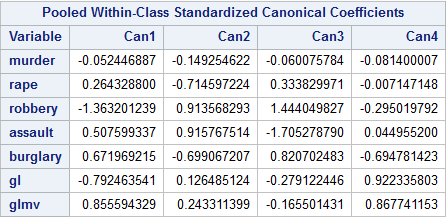 Pooled Within-Class Standardized Canonical Coefficients
Variable Can1 Can2 Can3 Can4
murder -0.052446887 -0.149254622 -0.060075784 -0.081400007
rape 0.264328800 -0.714597224 0.333829971 -0.007147148
robbery -1.363201239 0.913568293 1.444049827 -0.295019792
assault 0.507599337 0.915767514 -1.705278790 0.044955200
burglary 0.671969215 -0.699067207 0.820702483 -0.694781423
gl -0.792463541 0.126485124 -0.279122446 0.922335803
glmv 0.855594329 0.243311399 -0.165501431 0.867741153